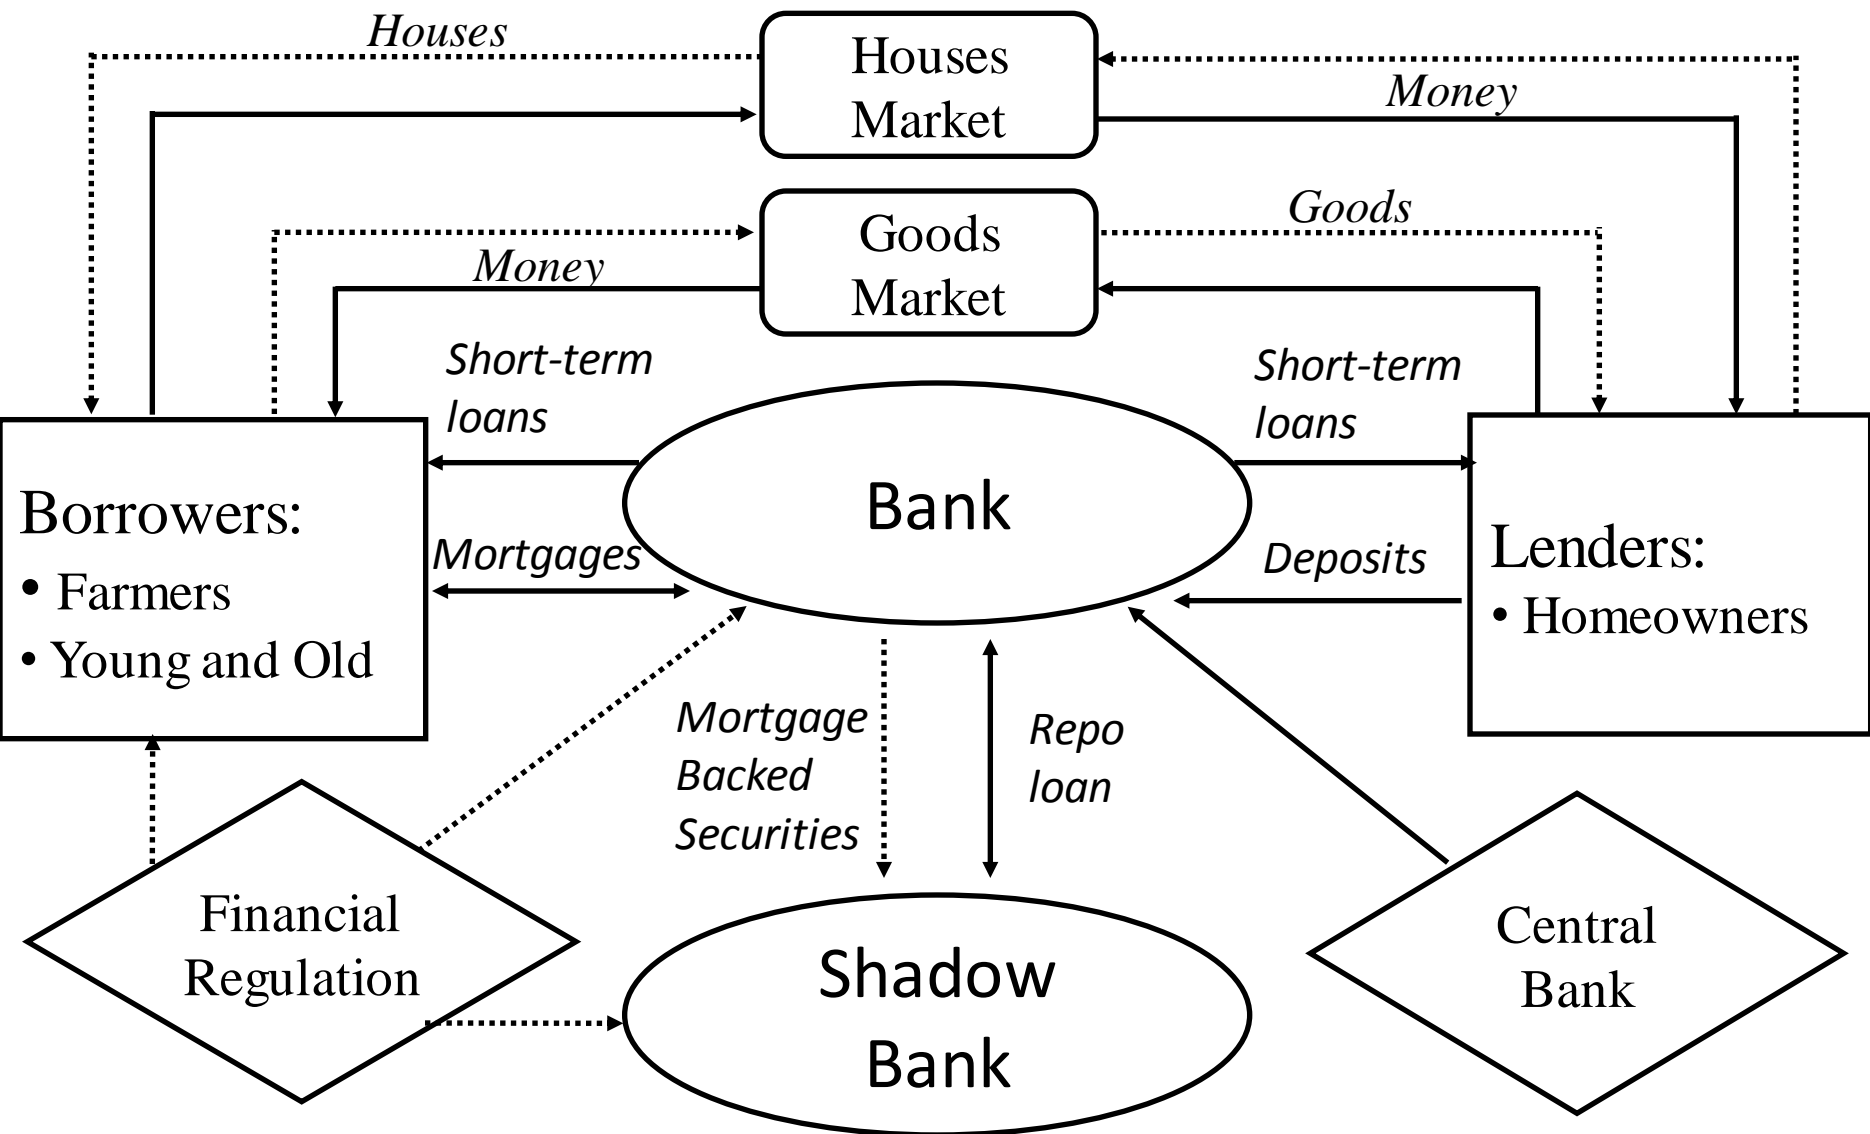 Houses
Houses
Market
Money
Goods
Market
Goods
Money
Short-term
loans
Short-term
loans
Bank
Borrowers:
• Farmers
• Young and Old
Mortgages
Deposits
Lenders:
• Homeowners
Mortgage
Backed
Securities
Repo
loan
Financial
Regulation
Shadow
Bank
Central
Bank